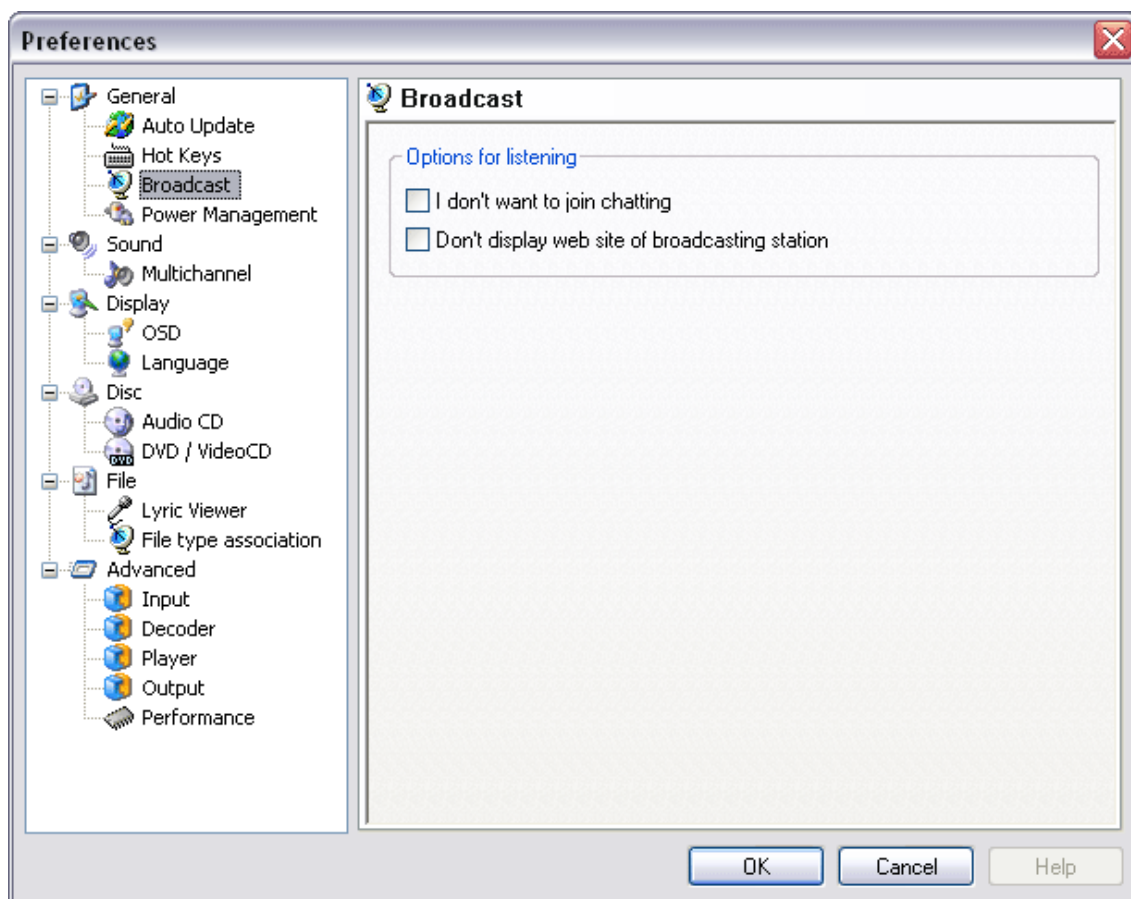 Preferences
General
Auto Update
Hot Keys
Broadcast
Power Management
Sound
Multichannel
Display
OSD
Language
Disc
Audio CD
DVD / VideoCD
File
Lyric Viewer
File type association
Advanced
Input
Decoder
Player
Output
Performance
Broadcast
Options for listening
I don't want to join chatting
Don't display web site of broadcasting station
OK
Cancel
Help